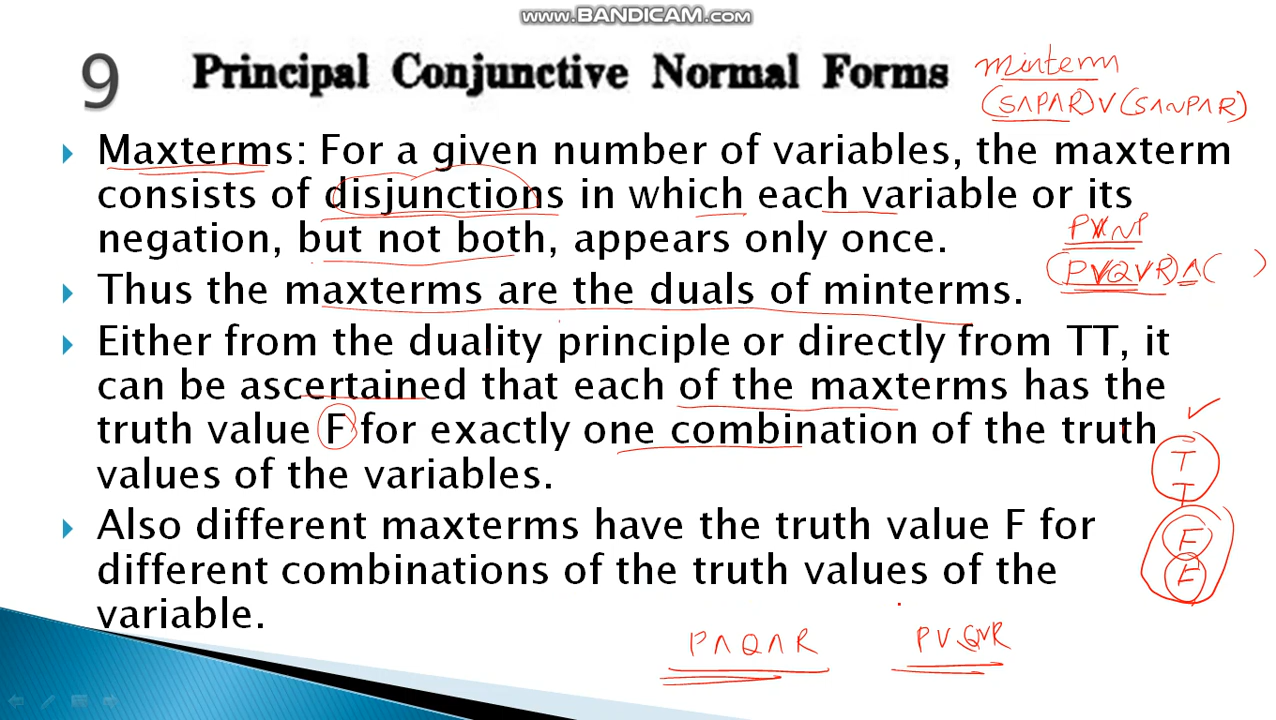 www.BANDICAM.com
9 Principal Conjunctive Normal Forms
minterm
(S∧P∧R)∨(S∧~P∧R)
Maxterms: For a given number of variables, the maxterm
consists of disjunctions in which each variable or its
negation, but not both, appears only once.
P∨~P
(P∨Q∨R)∧( )
Thus the maxterms are the duals of minterms.
Either from the duality principle or directly from TT, it
can be ascertained that each of the maxterms has the
truth value F for exactly one combination of the truth
values of the variables.
T
T
F
F
Also different maxterms have the truth value F for
different combinations of the truth values of the
variable.
P∧Q∧R P∨Q∨R